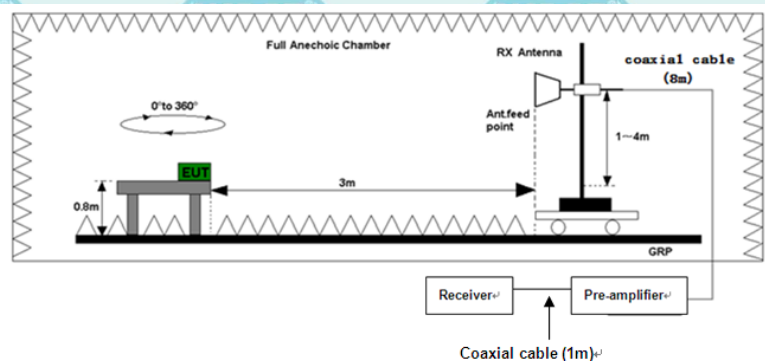 Full Anechoic Chamber
RX Antenna
coaxial cable
(8m)
0°to 360°
Ant.feed
point
1~4m
EUT
3m
0.8m
GRP
Receiver↵
Pre-amplifier↵
Coaxial cable (1m)↵